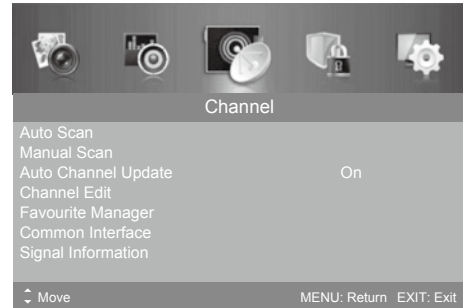 Channel
Auto Scan
Manual Scan
Auto Channel Update On
Channel Edit
Favourite Manager
Common Interface
Signal Information
Move MENU: Return EXIT: Exit